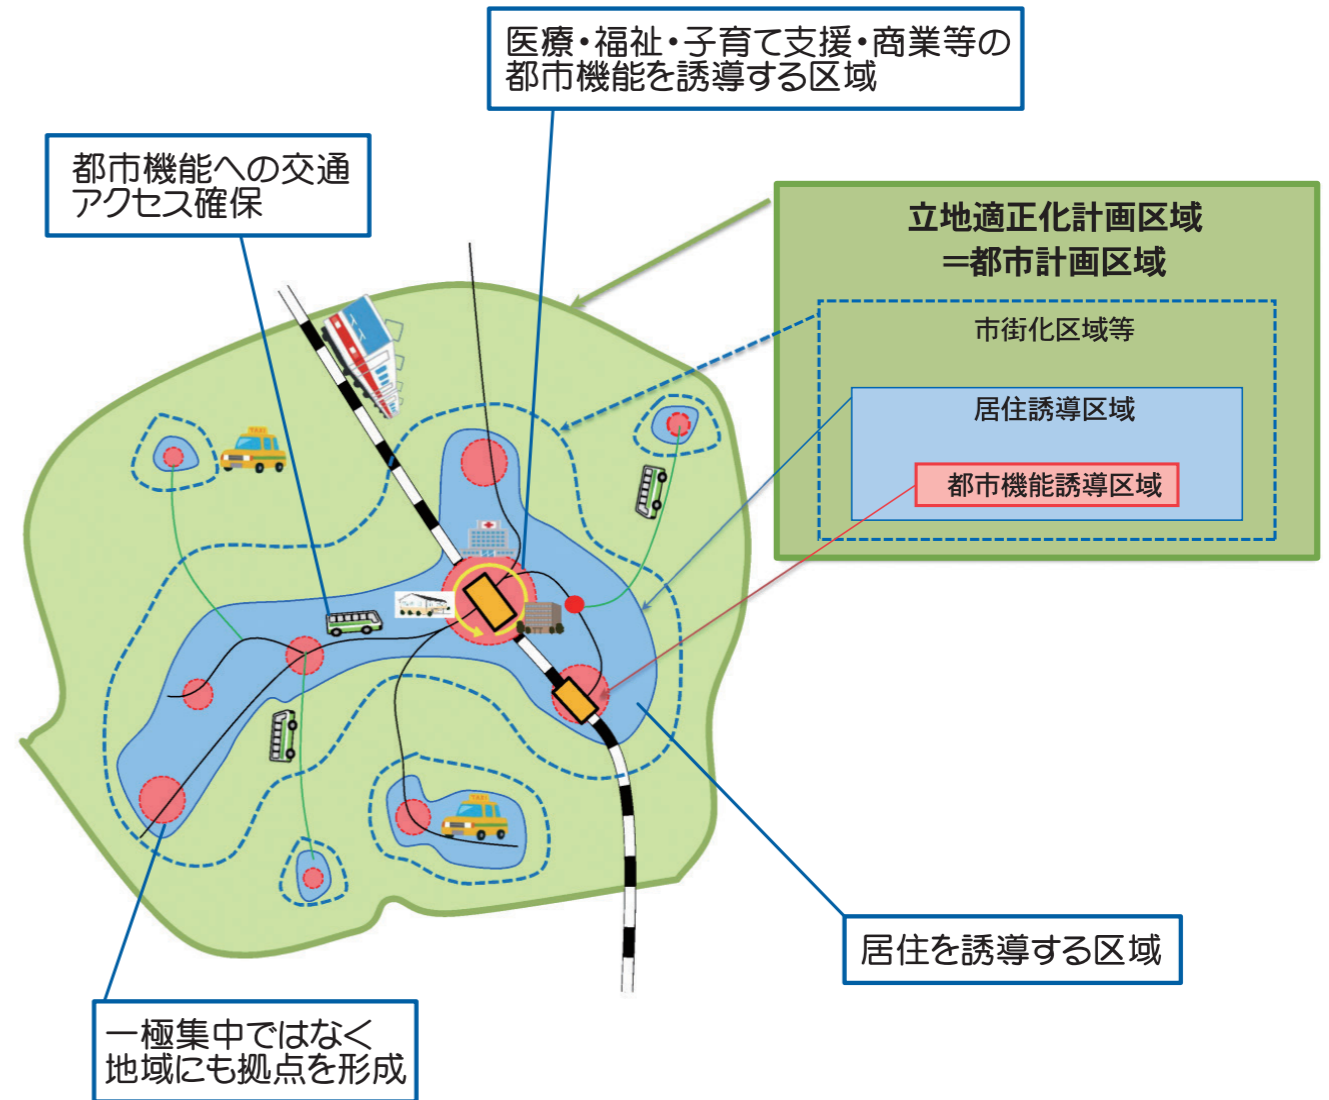 医療・福祉・子育て支援・商業等の
都市機能を誘導する区域
都市機能への交通
アクセス確保
立地適正化計画区域
＝都市計画区域
市街化区域等
居住誘導区域
都市機能誘導区域
TAXI
TAXI
居住を誘導する区域
一極集中ではなく
地域にも拠点を形成